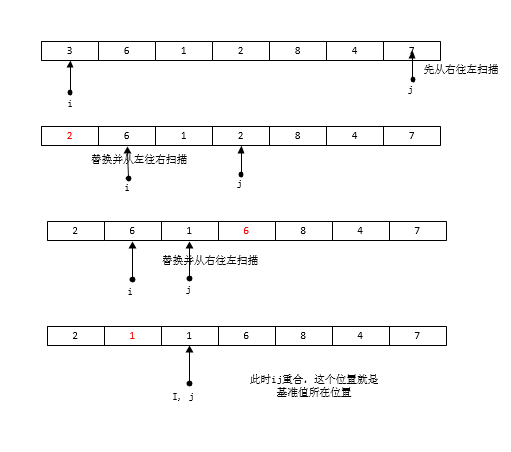 3 6 1 2 8 4 7
先从右往左扫描
i j
2 6 1 2 8 4 7
替换并从左往右扫描
i j
2 6 1 6 8 4 7
替换并从右往左扫描
i j
2 1 1 6 8 4 7
此时ij重合，这个位置就是
基准值所在位置
I, j